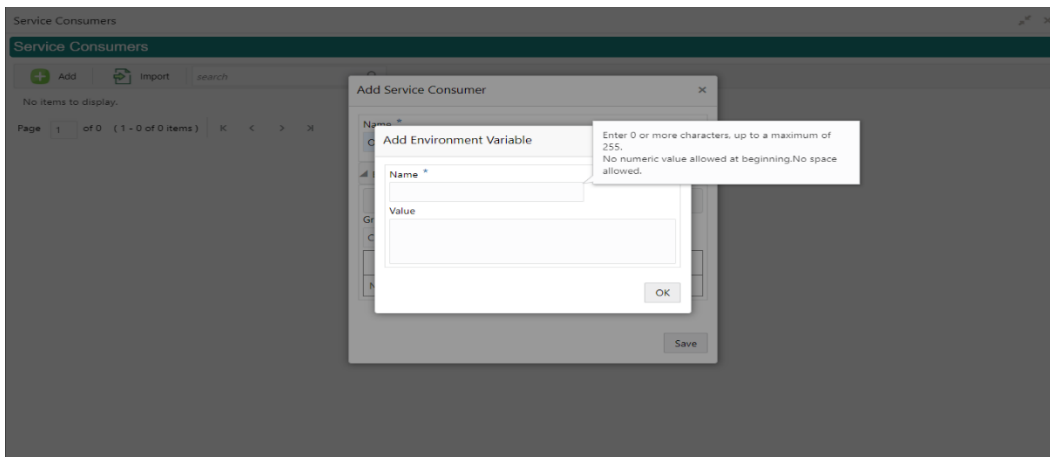 Service Consumers
Service Consumers
Add Import search
No items to display.
Page 1 of 0 (1 - 0 of 0 items)
Add Service Consumer
Name *
Add Environment Variable
Enter 0 or more characters, up to a maximum of
255.
No numeric value allowed at beginning.No space
allowed.
Name *
Value
OK
Save